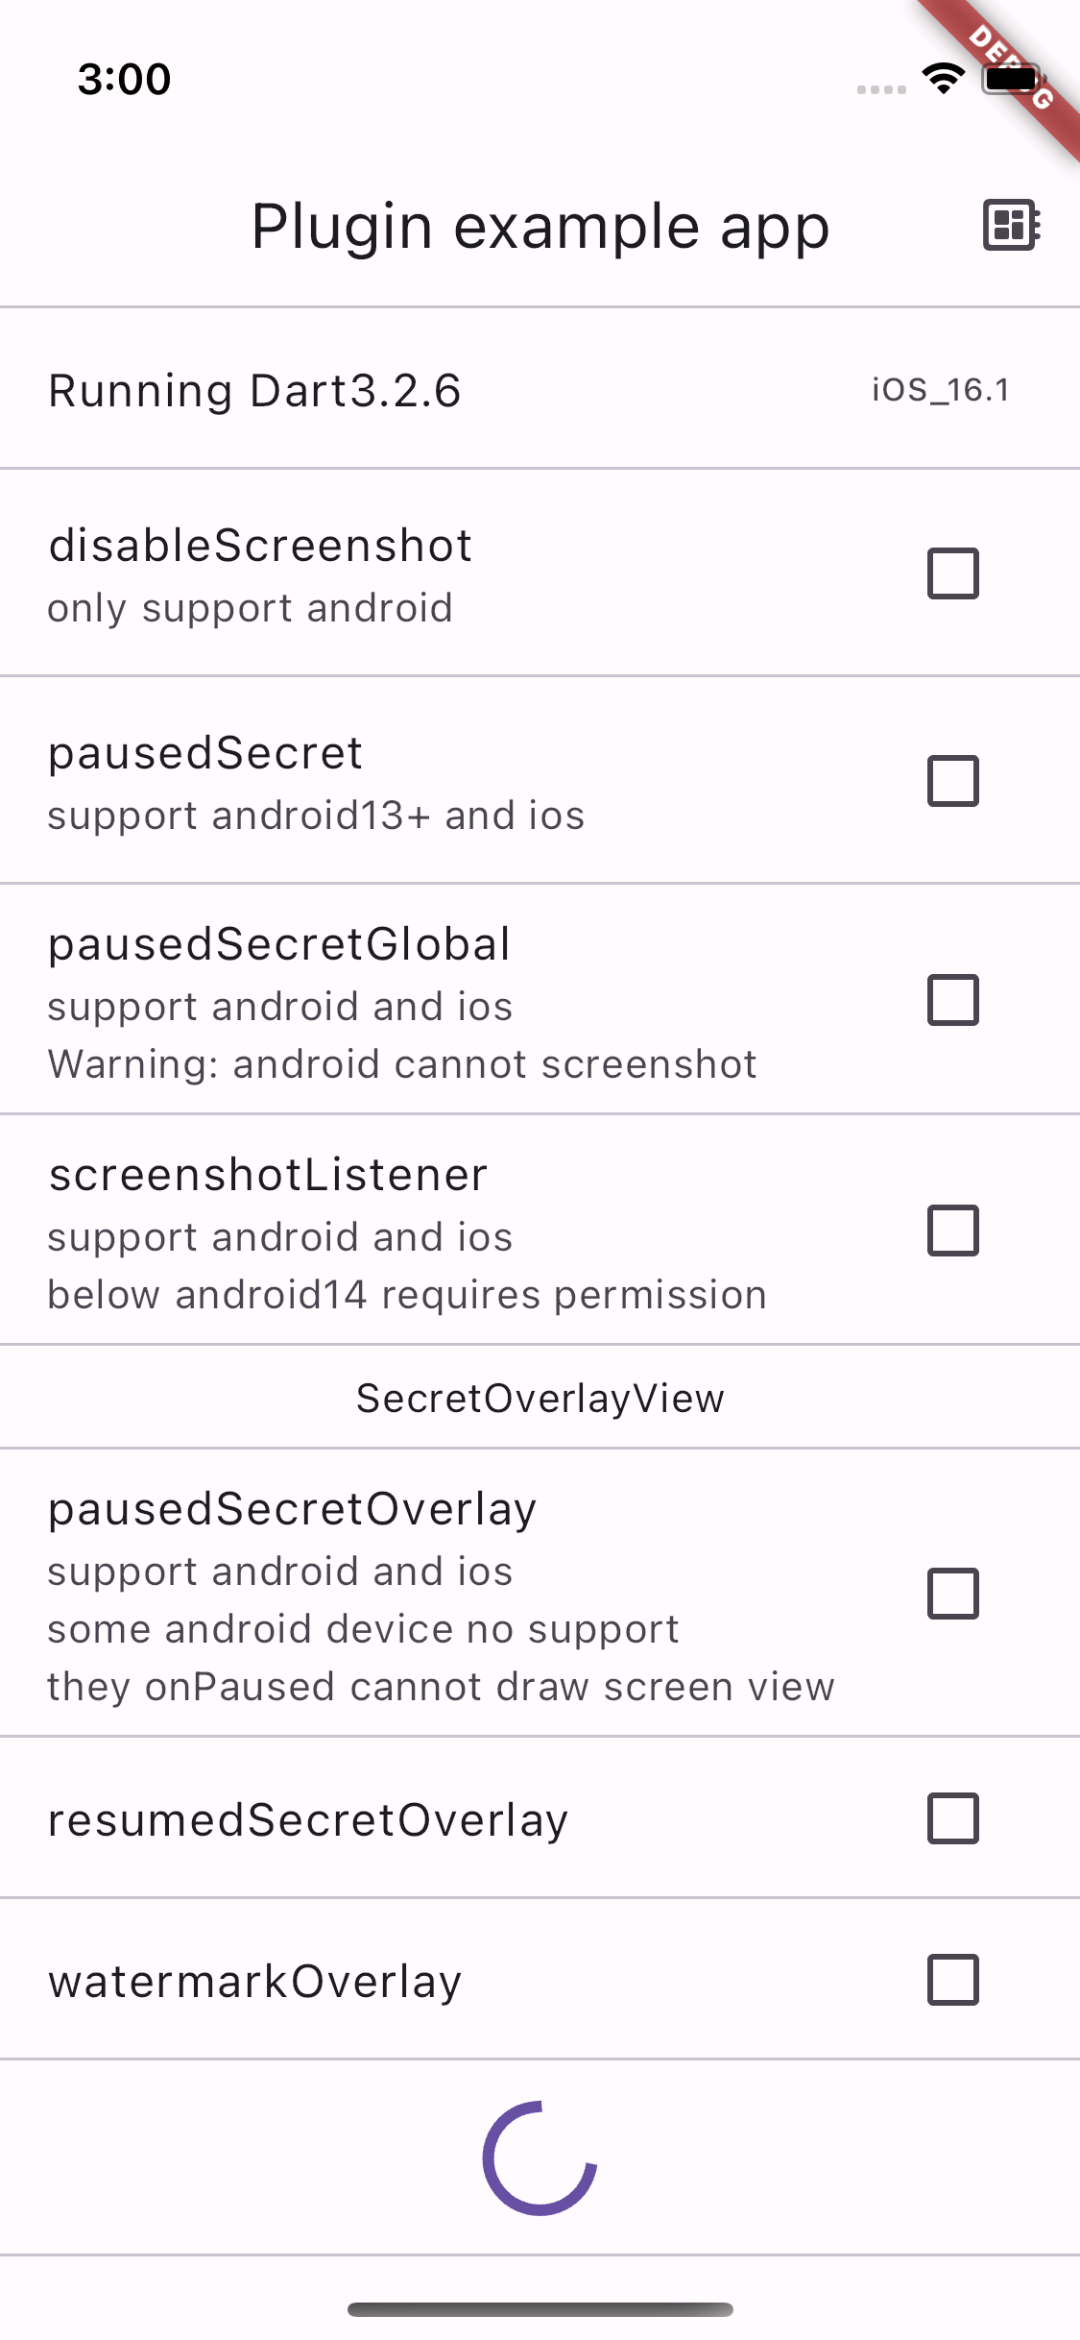 3:00
DEBUG
Plugin example app
Running Dart3.2.6
iOS_16.1
disableScreenshot
only support android
pausedSecret
support android13+ and ios
pausedSecretGlobal
support android and ios
Warning: android cannot screenshot
screenshotListener
support android and ios
below android14 requires permission
SecretOverlayView
pausedSecretOverlay
support android and ios
some android device no support
they onPaused cannot draw screen view
resumedSecretOverlay
watermarkOverlay